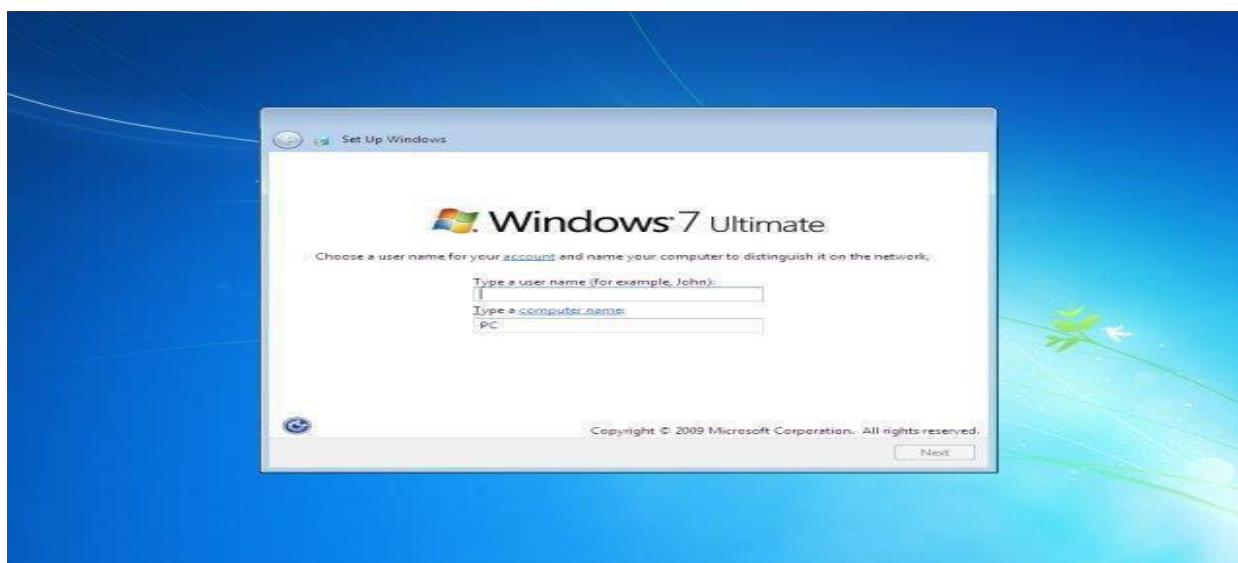 Set Up Windows
Windows 7 Ultimate
Choose a user name for your account and name your computer to distinguish it on the network.
Type a user name (for example, John):
Type a computer name:
PC
Copyright © 2009 Microsoft Corporation. All rights reserved.
Next